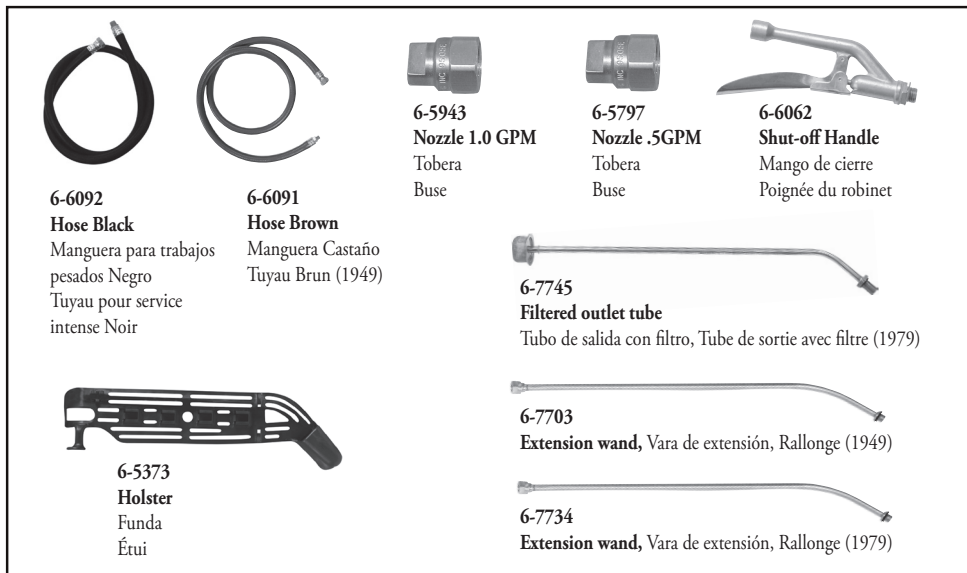 6-6092
Hose Black
Manguera para trabajos
pesados Negro
Tuyau pour service
intense Noir
6-6091
Hose Brown
Manguera Castaño
Tuyau Brun (1949)
6-5943
Nozzle 1.0 GPM
Tobera
Buse
6-5797
Nozzle .5GPM
Tobera
Buse
6-6062
Shut-off Handle
Mango de cierre
Poignée du robinet
6-7745
Filtered outlet tube
Tubo de salida con filtro, Tube de sortie avec filtre (1979)
6-5373
Holster
Funda
Étui
6-7703
Extension wand, Vara de extensión, Rallonge (1949)
6-7734
Extension wand, Vara de extensión, Rallonge (1979)